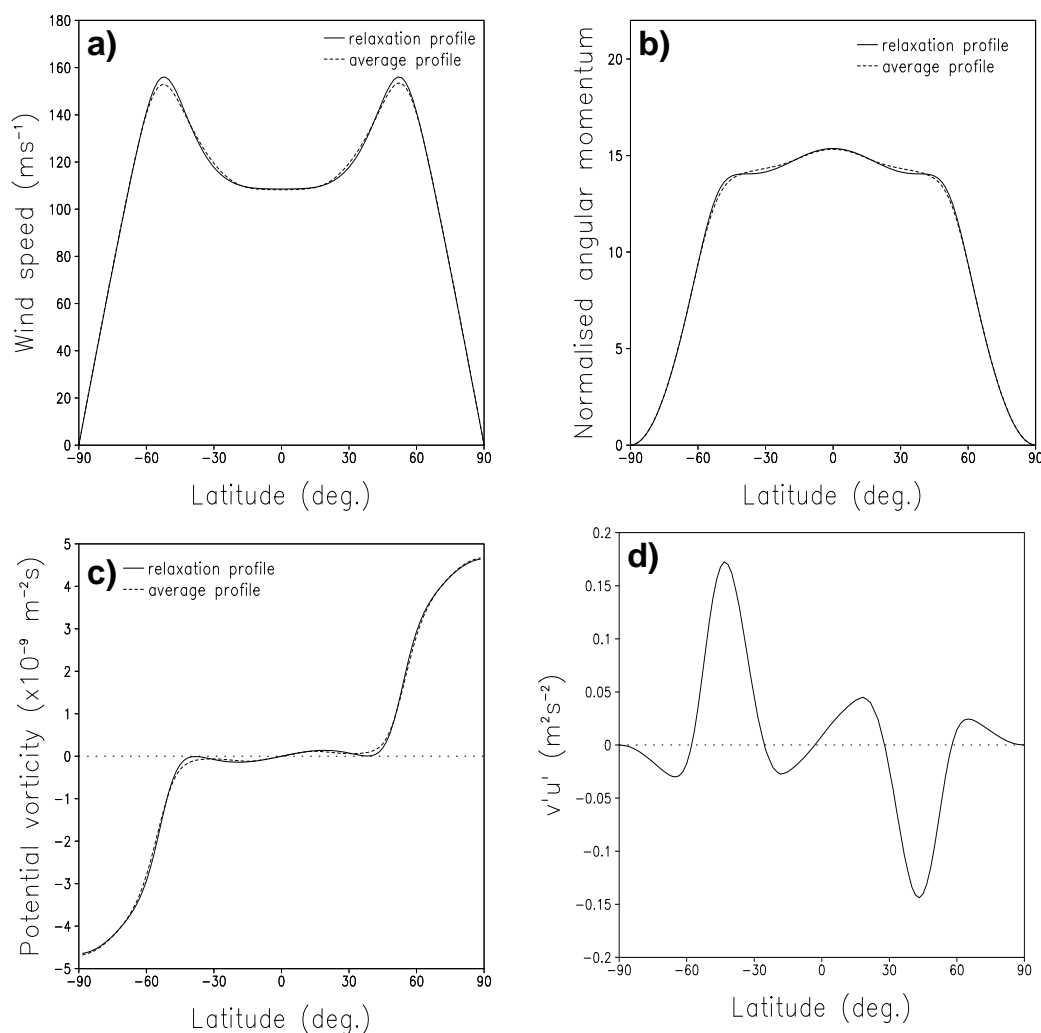 a)
relaxation profile
average profile
Wind speed (ms⁻¹)
180
160
140
120
100
80
60
40
20
0
−90 −60 −30 0 30 60 90
Latitude (deg.)
b)
relaxation profile
average profile
Normalised angular momentum
20
15
10
5
0
−90 −60 −30 0 30 60 90
Latitude (deg.)
c)
relaxation profile
average profile
Potential vorticity (x10⁻⁹ m⁻²s)
5
4
3
2
1
0
−1
−2
−3
−4
−5
−90 −60 −30 0 30 60 90
Latitude (deg.)
d)
v'u' (m²s⁻²)
0.2
0.15
0.1
0.05
0
−0.05
−0.1
−0.15
−0.2
−90 −60 −30 0 30 60 90
Latitude (deg.)